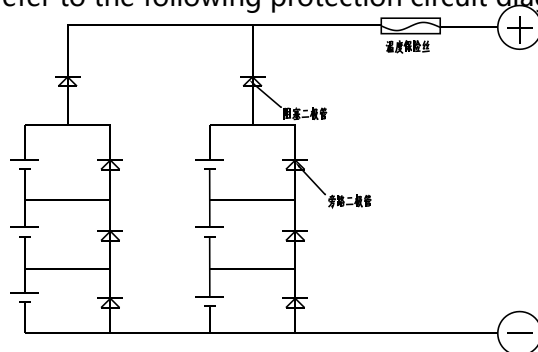 efer to the following protection circuit diag
温度保险丝
阻塞二极管
旁路二极管